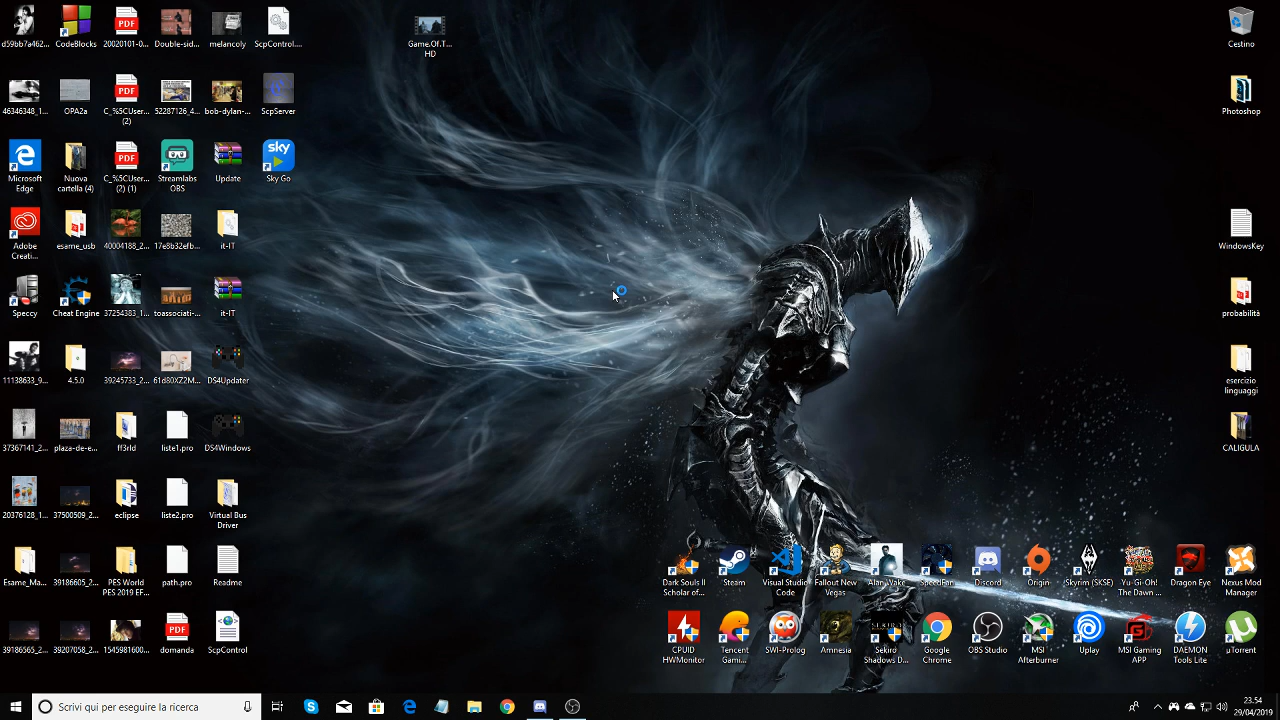 d59bb7a462...
CodeBlocks
20020101-0...
Double-sid...
melancoly
ScpControl....
Game.Of.T...
HD
Cestino
46346348_1...
OPA2a
C_%5CUser...
(2)
52287126_4...
bob-dylan-...
ScpServer
Photoshop
Microsoft
Edge
Nuova
cartella (4)
C_%5CUser...
(2) (1)
Streamlabs
OBS
Update
sky
Sky Go
Adobe
Creati...
esame_usb
40004188_2...
17e8b32efb...
it-IT
WindowsKey
Speccy
Cheat Engine
37254383_1...
toassociati-...
it-IT
probabilità
11138633_9...
4.5.0
39245733_2...
61d80XZ2M...
DS4Updater
esercizio
linguaggi
37367141_2...
plaza-de-e...
ff3rld
liste1.pro
DS4Windows
CALIGULA
20376128_1...
37500509_2...
eclipse
liste2.pro
Virtual Bus
Driver
Esame_Ma...
39186605_2...
PES World
PES 2019 EF...
path.pro
Readme
Dark Souls II
Scholar of...
Steam
Visual Studio
Code
Fallout New
Alan Wake
SpeedFan
Discord
Origin
Skyrim (SKSE)
Yu-Gi-Oh!
The Dawn ...
Dragon Eye
Nexus Mod
Manager
39186565_2...
39207058_2...
1545981600...
domanda
ScpControl
CPUID
HWMonitor
Tencent
Gami...
SWI-Prolog
Amnesia
Sekiro
Shadows D...
Google
Chrome
OBS Studio
MSI
Afterburner
Uplay
MSI Gaming
APP
DAEMON
Tools Lite
uTorrent
Scrivi qui per eseguire la ricerca
23.54
29/04/2019